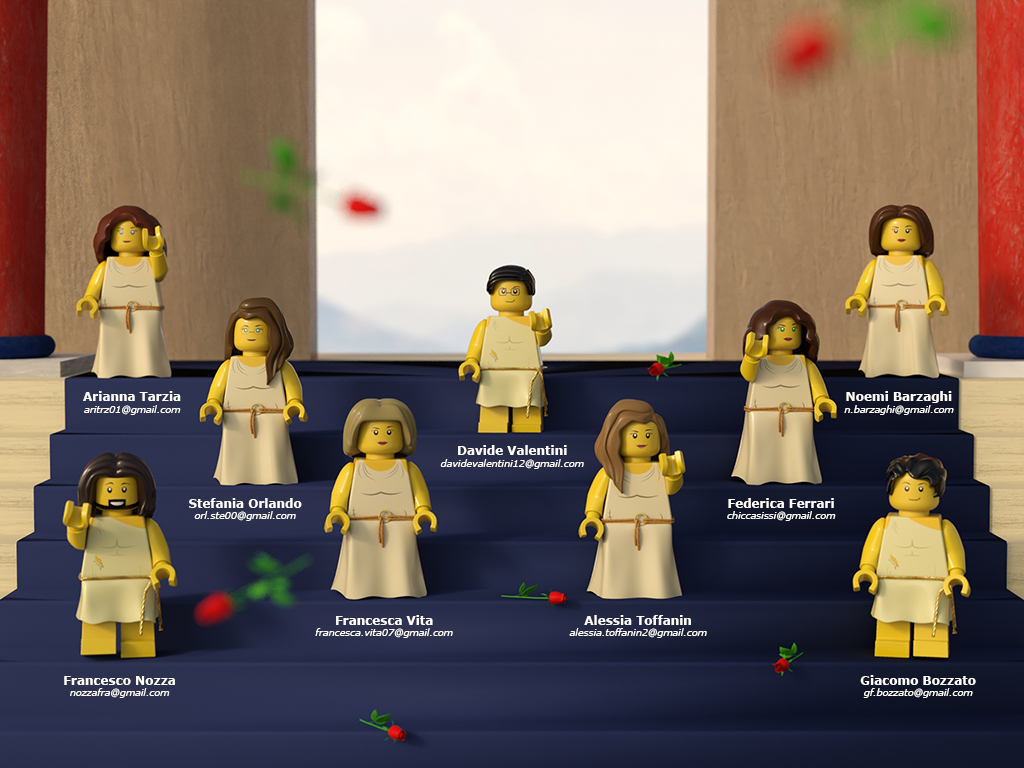 Arianna Tarzia
aritrz01@gmail.com
Noemi Barzaghi
n.barzaghi@gmail.com
Davide Valentini
davidevalentini12@gmail.com
Stefania Orlando
orl.ste00@gmail.com
Federica Ferrari
chiccasissi@gmail.com
Francesca Vita
francesca.vita07@gmail.com
Alessia Toffanin
alessia.toffanin2@gmail.com
Francesco Nozza
nozzafra@gmail.com
Giacomo Bozzato
gf.bozzato@gmail.com